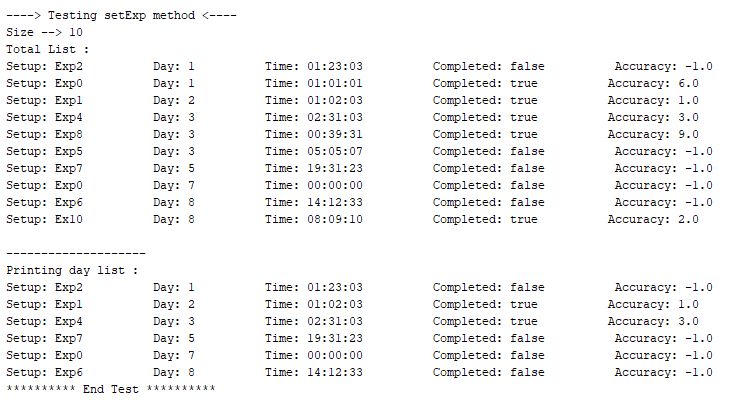 ----> Testing setExp method <----
Size --> 10
Total List :
Setup: Exp2 Day: 1 Time: 01:23:03 Completed: false Accuracy: -1.0
Setup: Exp0 Day: 1 Time: 01:01:01 Completed: true Accuracy: 6.0
Setup: Exp1 Day: 2 Time: 01:02:03 Completed: true Accuracy: 1.0
Setup: Exp4 Day: 3 Time: 02:31:03 Completed: true Accuracy: 3.0
Setup: Exp8 Day: 3 Time: 00:39:31 Completed: true Accuracy: 9.0
Setup: Exp5 Day: 3 Time: 05:05:07 Completed: false Accuracy: -1.0
Setup: Exp7 Day: 5 Time: 19:31:23 Completed: false Accuracy: -1.0
Setup: Exp0 Day: 7 Time: 00:00:00 Completed: false Accuracy: -1.0
Setup: Exp6 Day: 8 Time: 14:12:33 Completed: false Accuracy: -1.0
Setup: Ex10 Day: 8 Time: 08:09:10 Completed: true Accuracy: 2.0
--------------------
Printing day list :
Setup: Exp2 Day: 1 Time: 01:23:03 Completed: false Accuracy: -1.0
Setup: Exp1 Day: 2 Time: 01:02:03 Completed: true Accuracy: 1.0
Setup: Exp4 Day: 3 Time: 02:31:03 Completed: true Accuracy: 3.0
Setup: Exp7 Day: 5 Time: 19:31:23 Completed: false Accuracy: -1.0
Setup: Exp0 Day: 7 Time: 00:00:00 Completed: false Accuracy: -1.0
Setup: Exp6 Day: 8 Time: 14:12:33 Completed: false Accuracy: -1.0
********** End Test **********